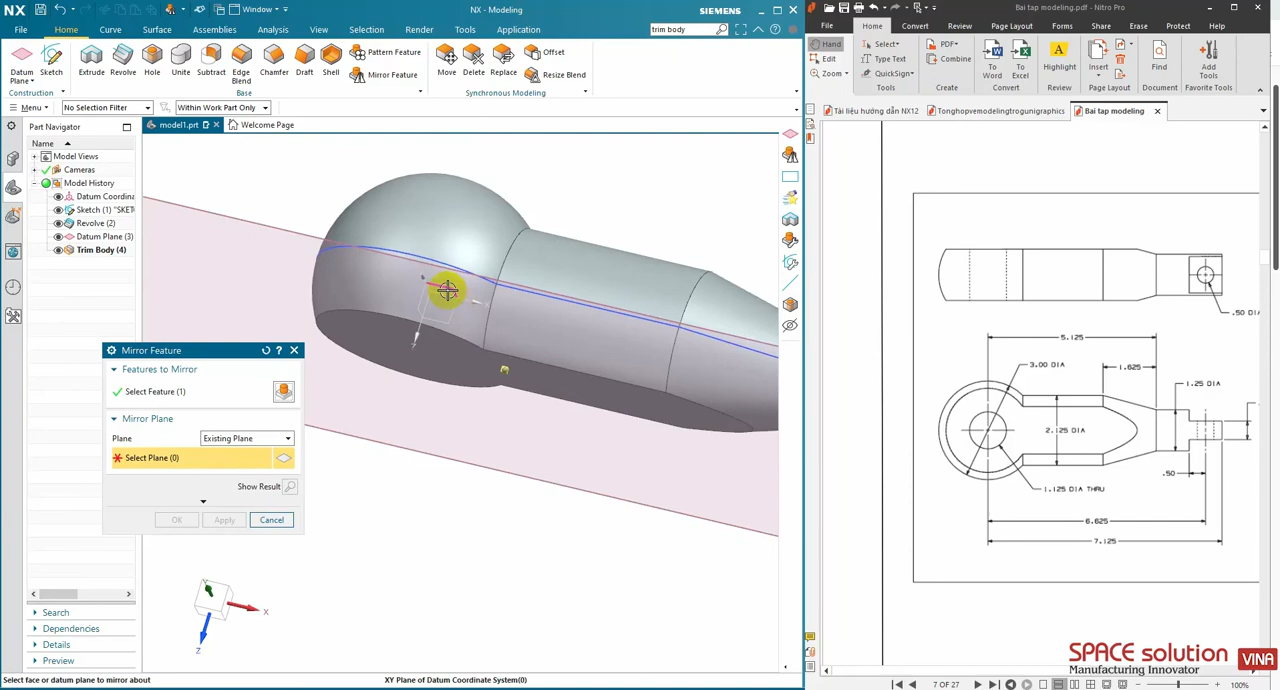 NX
Window
NX - Modeling
SIEMENS
File
Home
Curve
Surface
Assemblies
Analysis
View
Selection
Render
Tools
Application
trim body
Datum Plane
Sketch
Extrude
Revolve
Hole
Unite
Subtract
Edge Blend
Chamfer
Draft
Shell
Pattern Feature
Mirror Feature
Move
Delete
Replace
Offset
Resize Blend
Construction
Base
Synchronous Modeling
Menu
No Selection Filter
Within Work Part Only
Part Navigator
model1.prt
Welcome Page
Name
Model Views
Cameras
Model History
Datum Coordina
Sketch (1) "SKET
Revolve (2)
Datum Plane (3)
Trim Body (4)
Mirror Feature
Features to Mirror
Select Feature (1)
Mirror Plane
Plane
Existing Plane
Select Plane (0)
Show Result
OK
Apply
Cancel
Search
Dependencies
Details
Preview
Y
X
Z
Select face or datum plane to mirror about
XY Plane of Datum Coordinate System(0)
Bai tap modeling.pdf - Nitro Pro
File
Home
Convert
Page Layout
Forms
Share
Erase
Review
Protect
Help
Hand
Edit
Zoom
Select
Type Text
QuickSign
PDF
Combine
To Word
To Excel
Highlight
Insert
Find
Add Tools
Tools
Create
Convert
Markup
Page Layout
Document
Favorite Tools
Tài liệu hướng dẫn NX12
Tonghopvemodelingtrogunigraphics
Bai tap modeling
.50 DI
5.125
3.00 DIA
1.625
1.25 DIA
2.125 DIA
.50
1.125 DIA THRU
6.625
7.125
SPACE solution
Manufacturing Innovator
VINA
7 OF 27
100%